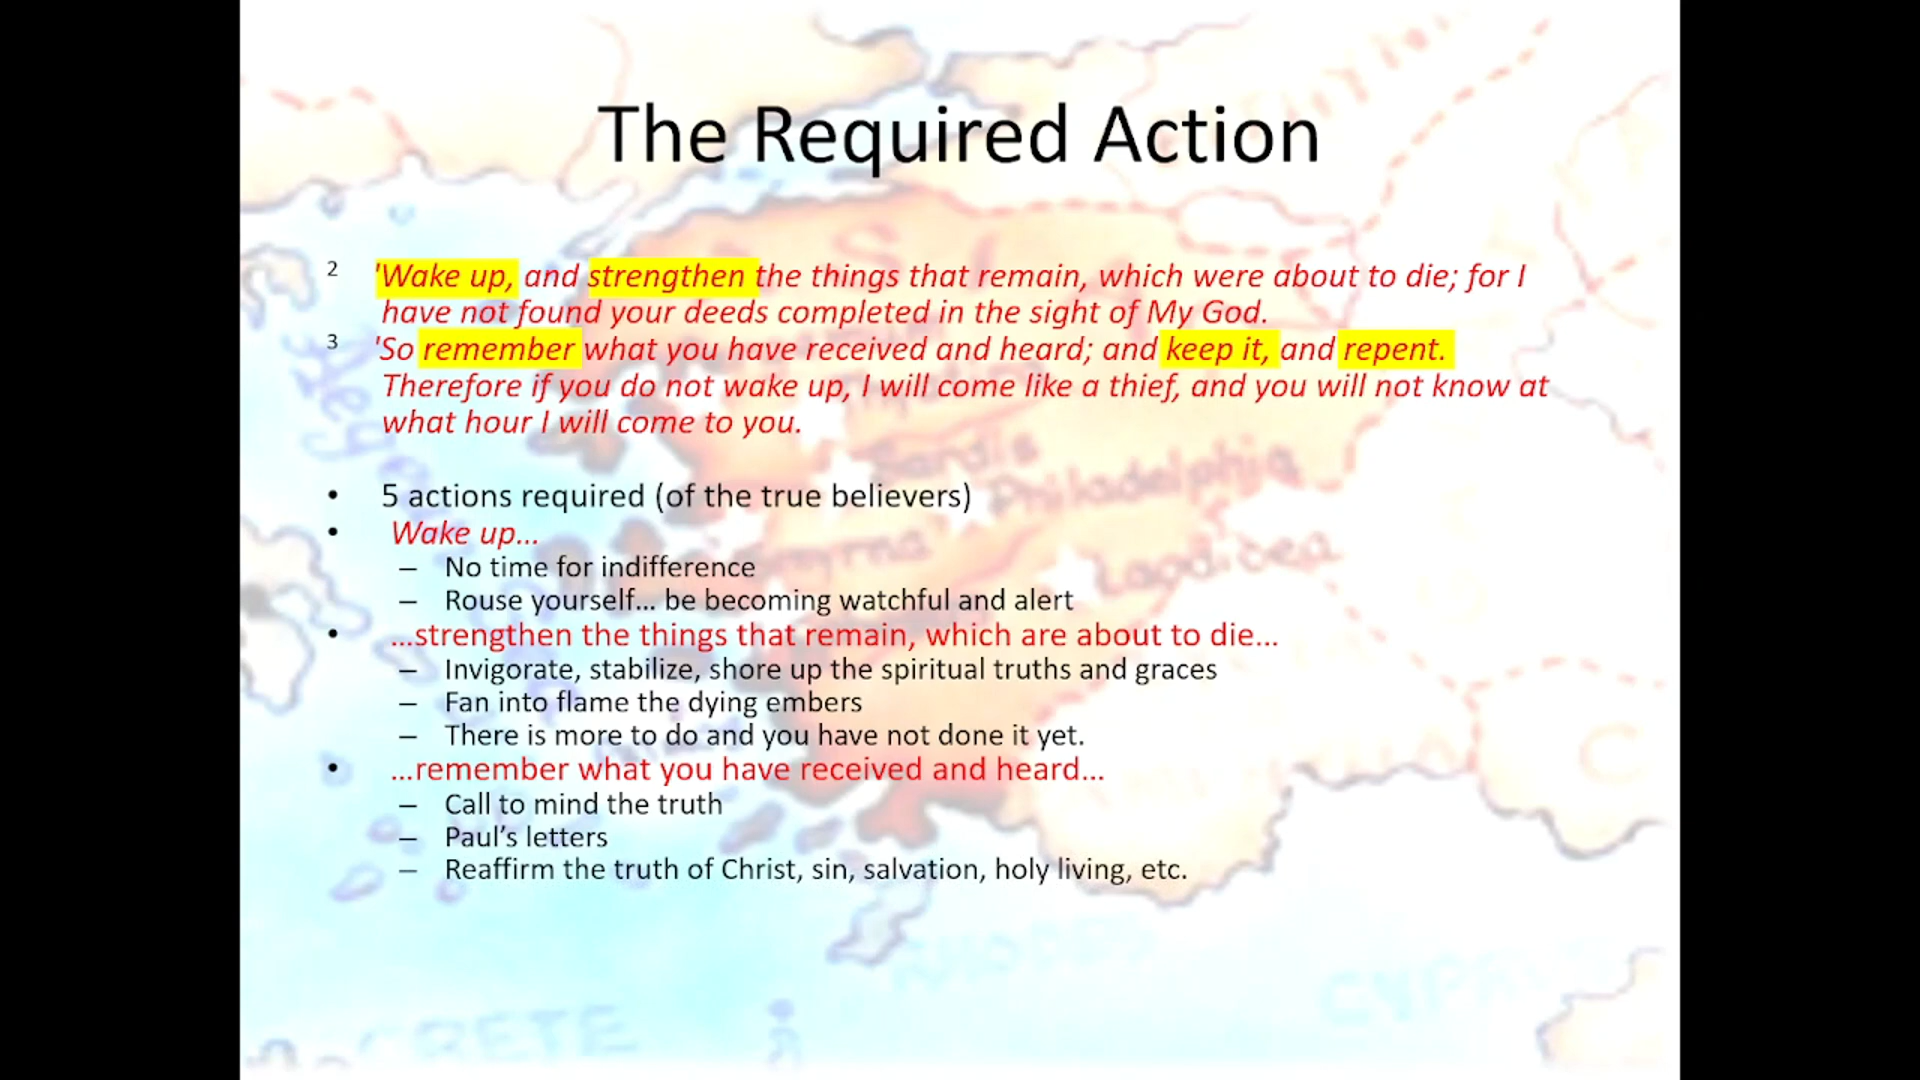 The Required Action
2 'Wake up, and strengthen the things that remain, which were about to die; for I
have not found your deeds completed in the sight of My God.
3 'So remember what you have received and heard; and keep it, and repent.
Therefore if you do not wake up, I will come like a thief, and you will not know at
what hour I will come to you.
• 5 actions required (of the true believers)
• Wake up...
– No time for indifference
– Rouse yourself... be becoming watchful and alert
• ...strengthen the things that remain, which are about to die...
– Invigorate, stabilize, shore up the spiritual truths and graces
– Fan into flame the dying embers
– There is more to do and you have not done it yet.
• ...remember what you have received and heard...
– Call to mind the truth
– Paul's letters
– Reaffirm the truth of Christ, sin, salvation, holy living, etc.
Sardis
Philadelphia
Laodicea
RHODES
CRETE